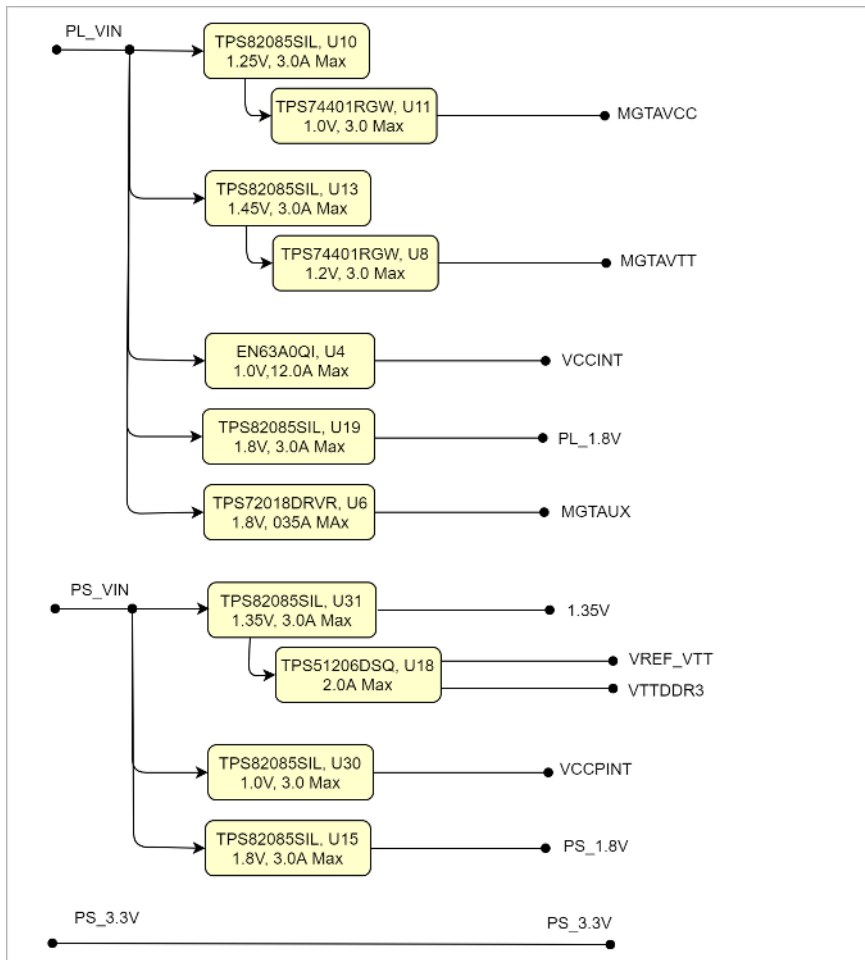 PL_VIN
TPS82085SIL, U10
1.25V, 3.0A Max
TPS74401RGW, U11
1.0V, 3.0 Max
MGTAVCC
TPS82085SIL, U13
1.45V, 3.0A Max
TPS74401RGW, U8
1.2V, 3.0 Max
MGTAVTT
EN63A0QI, U4
1.0V,12.0A Max
VCCINT
TPS82085SIL, U19
1.8V, 3.0A Max
PL_1.8V
TPS72018DRVR, U6
1.8V, 035A MAx
MGTAUX
PS_VIN
TPS82085SIL, U31
1.35V, 3.0A Max
1.35V
TPS51206DSQ, U18
2.0A Max
VREF_VTT
VTTDDR3
TPS82085SIL, U30
1.0V, 3.0 Max
VCCPINT
TPS82085SIL, U15
1.8V, 3.0A Max
PS_1.8V
PS_3.3V
PS_3.3V